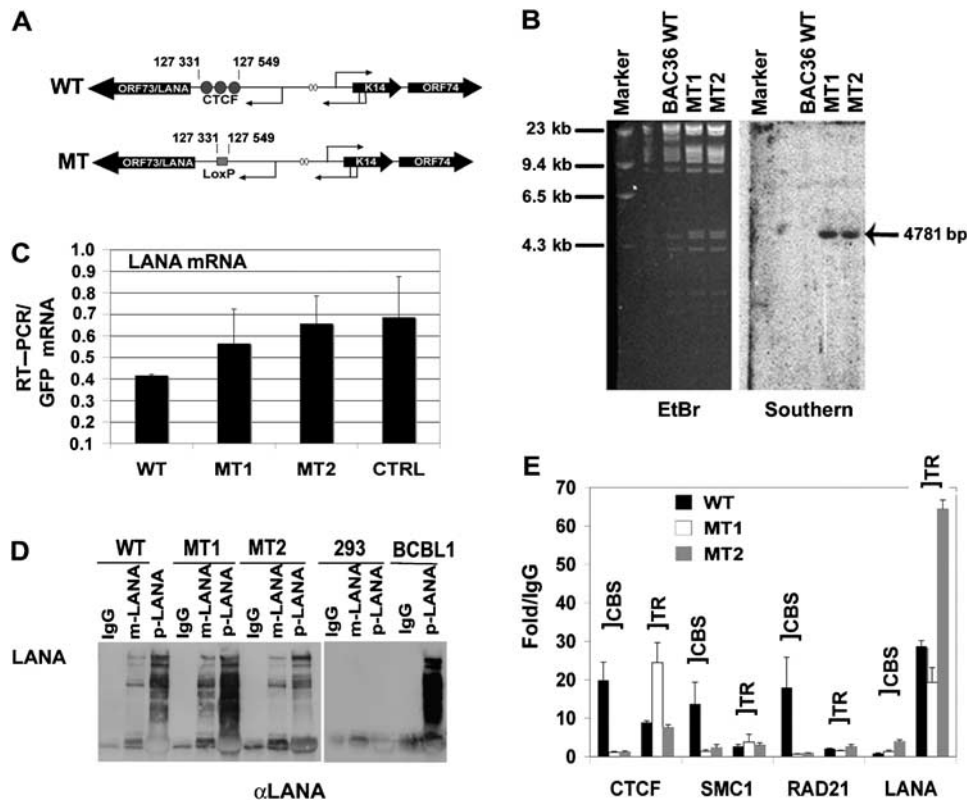 A
127 331 127 549
WT ORF73/LANA CTCF K14 ORF74
127 331 127 549
MT ORF73/LANA LoxP K14 ORF74
B
Marker BAC36 WT MT1 MT2 Marker BAC36 WT MT1 MT2
23 kb
9.4 kb
6.5 kb
4.3 kb
4781 bp
EtBr Southern
C
LANA mRNA
RT–PCR/
GFP mRNA
1.0
0.9
0.8
0.7
0.6
0.5
0.4
0.3
0.2
0.1
WT MT1 MT2 CTRL
D
WT MT1 MT2 293 BCBL1
IgG m-LANA p-LANA IgG m-LANA p-LANA IgG m-LANA p-LANA IgG m-LANA p-LANA IgG p-LANA
LANA
αLANA
E
Fold/IgG
70
60
50
40
30
20
10
0
WT
MT1
MT2
]CBS ]TR ]CBS ]TR ]CBS ]TR ]CBS ]TR
CTCF SMC1 RAD21 LANA